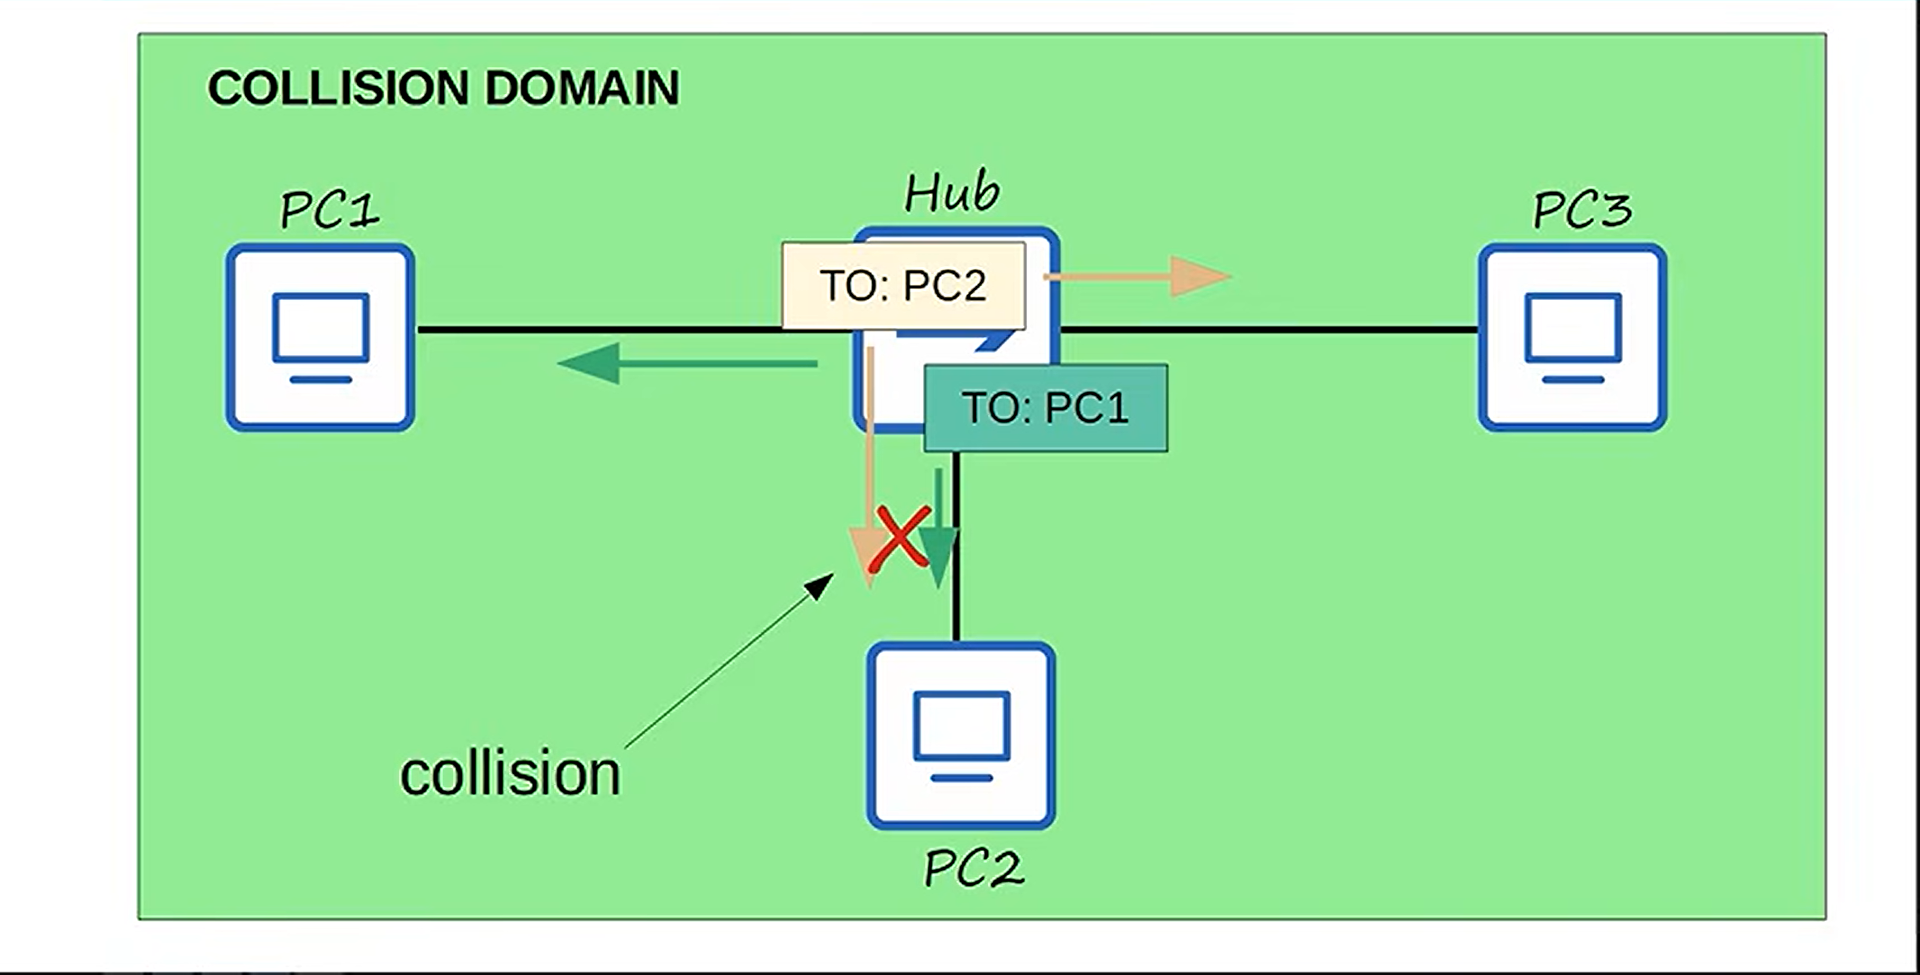 COLLISION DOMAIN
Hub
PC1
PC3
TO: PC2
TO: PC1
collision
PC2